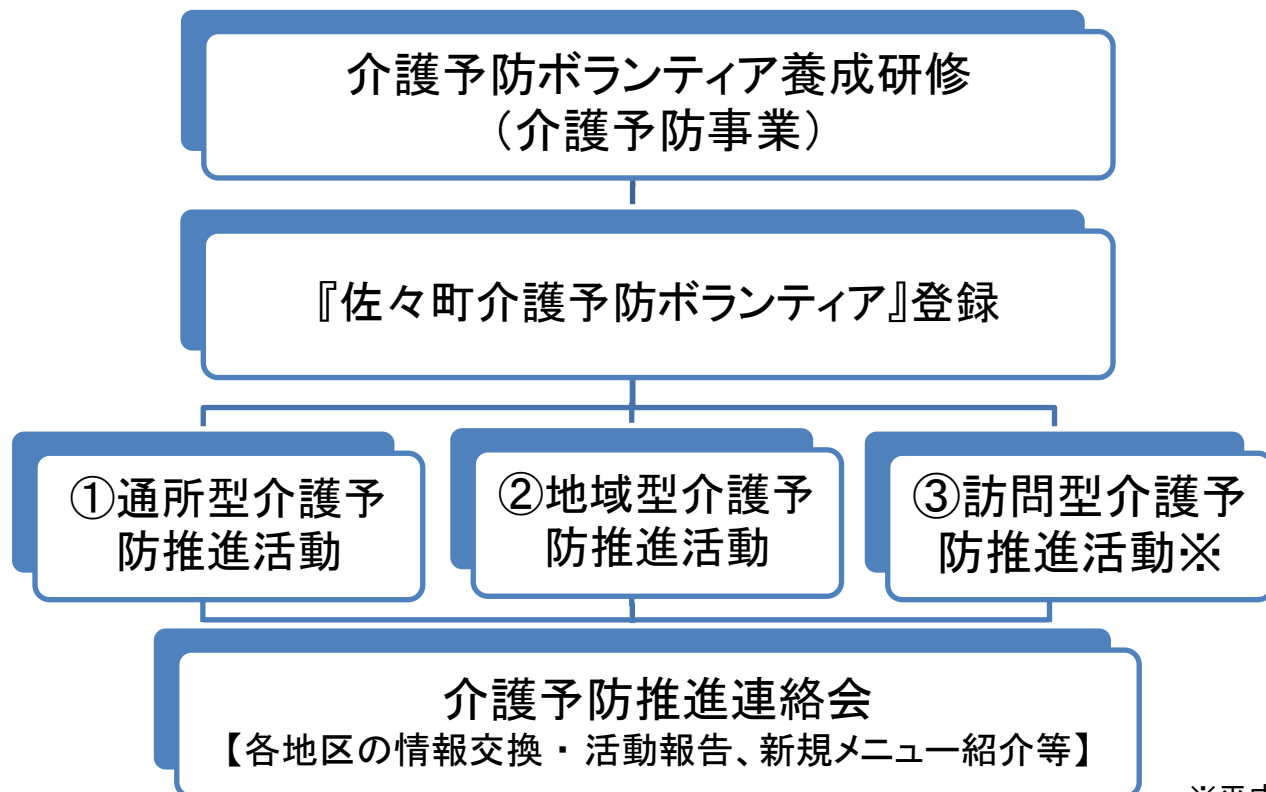 介護予防ボランティア養成研修
（介護予防事業）
『佐々町介護予防ボランティア』登録
①通所型介護予
防推進活動
②地域型介護予
防推進活動
③訪問型介護予
防推進活動※
介護予防推進連絡会
【各地区の情報交換・活動報告、新規メニュー紹介等】